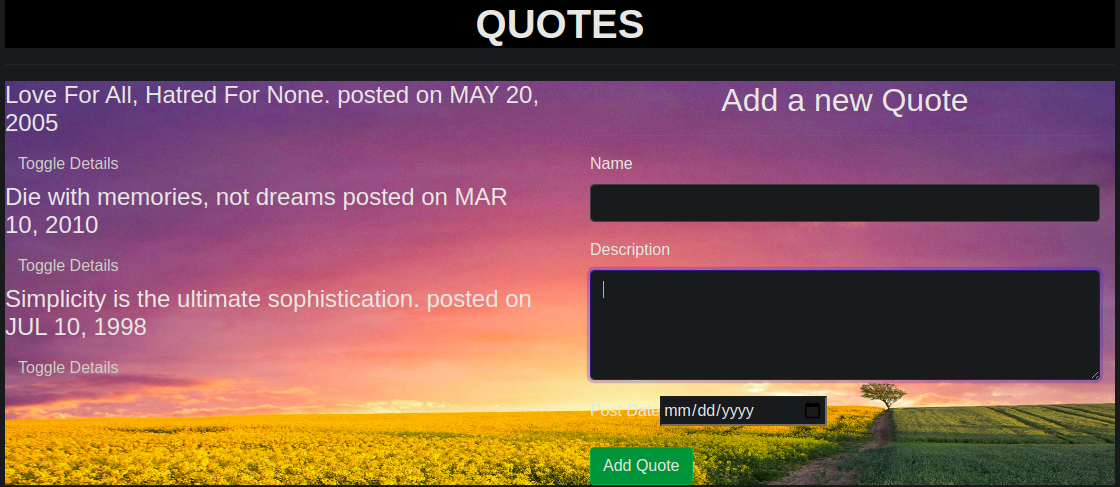 QUOTES
Love For All, Hatred For None. posted on MAY 20,
2005
Toggle Details
Die with memories, not dreams posted on MAR
10, 2010
Toggle Details
Simplicity is the ultimate sophistication. posted on
JUL 10, 1998
Toggle Details
Add a new Quote
Name
Description
Post Date mm/dd/yyyy
Add Quote